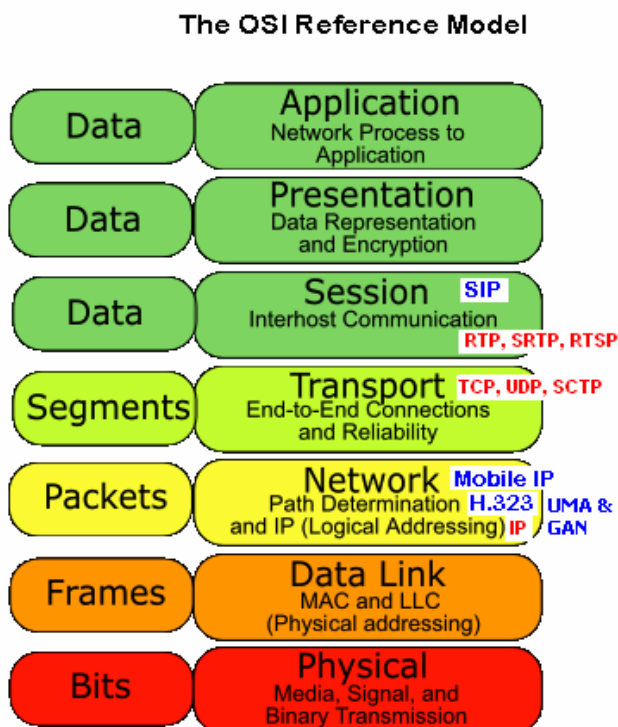 The OSI Reference Model
Data
Application
Network Process to
Application
Data
Presentation
Data Representation
and Encryption
Data
Session SIP
Interhost Communication
RTP, SRTP, RTSP
Segments
Transport TCP, UDP, SCTP
End-to-End Connections
and Reliability
Packets
Network Mobile IP
Path Determination H.323 UMA &
and IP (Logical Addressing) IP GAN
Frames
Data Link
MAC and LLC
(Physical addressing)
Bits
Physical
Media, Signal, and
Binary Transmission